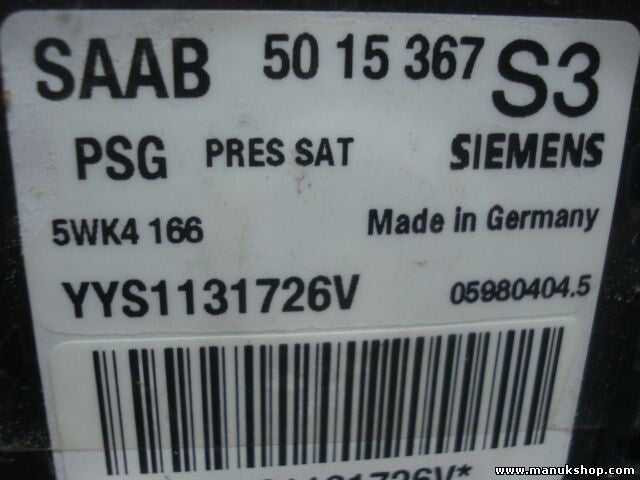 SAAB 50 15 367 S3
PSG PRES SAT SIEMENS
5WK4 166 Made in Germany
YYS1131726V 05980404.5
www.manukshop.com